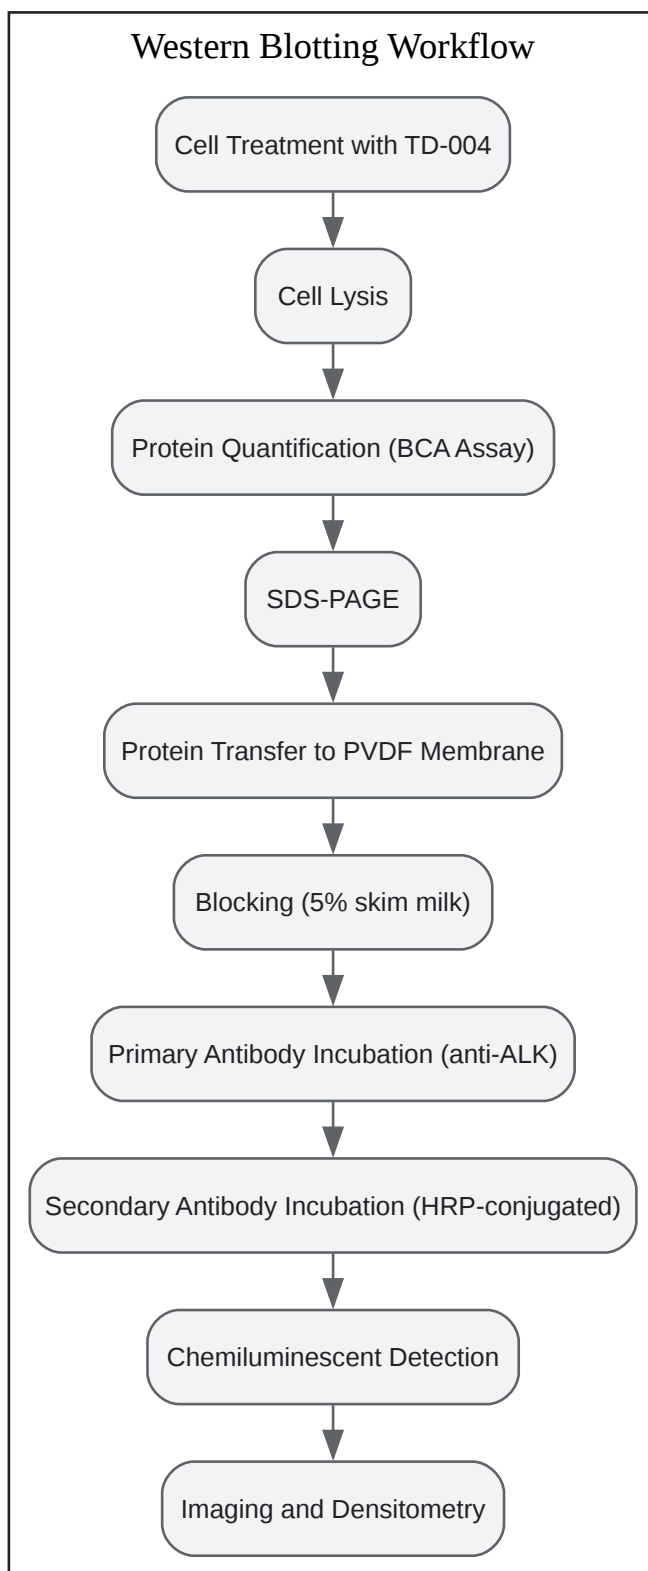 Western Blotting Workflow
Cell Treatment with TD-004
Cell Lysis
Protein Quantification (BCA Assay)
SDS-PAGE
Protein Transfer to PVDF Membrane
Blocking (5% skim milk)
Primary Antibody Incubation (anti-ALK)
Secondary Antibody Incubation (HRP-conjugated)
Chemiluminescent Detection
Imaging and Densitometry